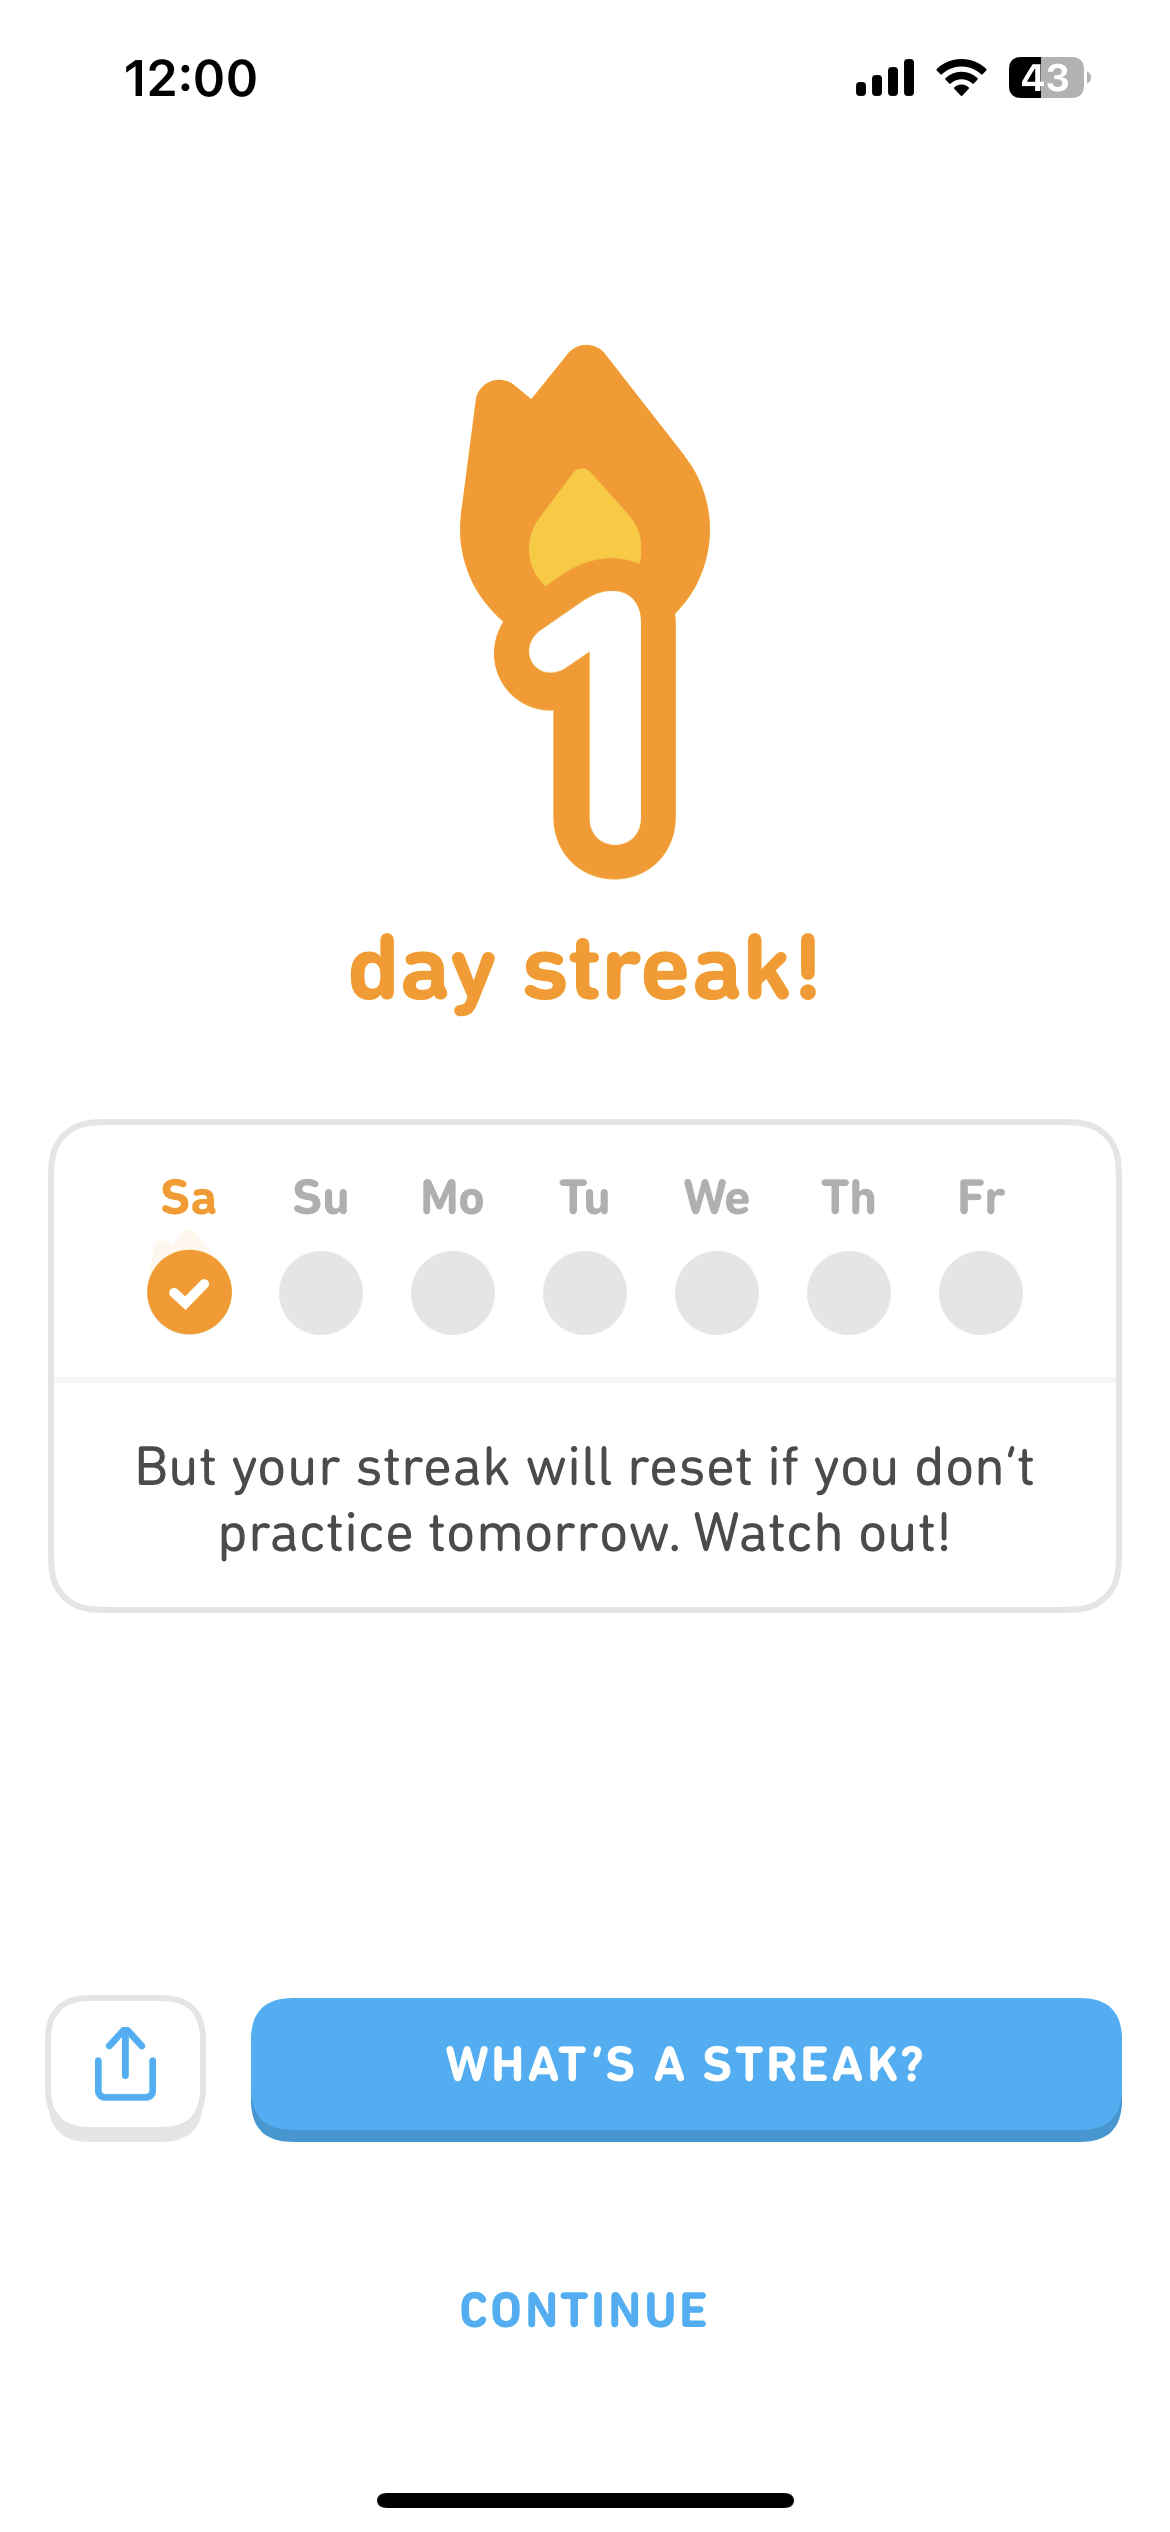 12:00
43
1
day streak!
Sa Su Mo Tu We Th Fr
But your streak will reset if you don't
practice tomorrow. Watch out!
WHAT'S A STREAK?
CONTINUE